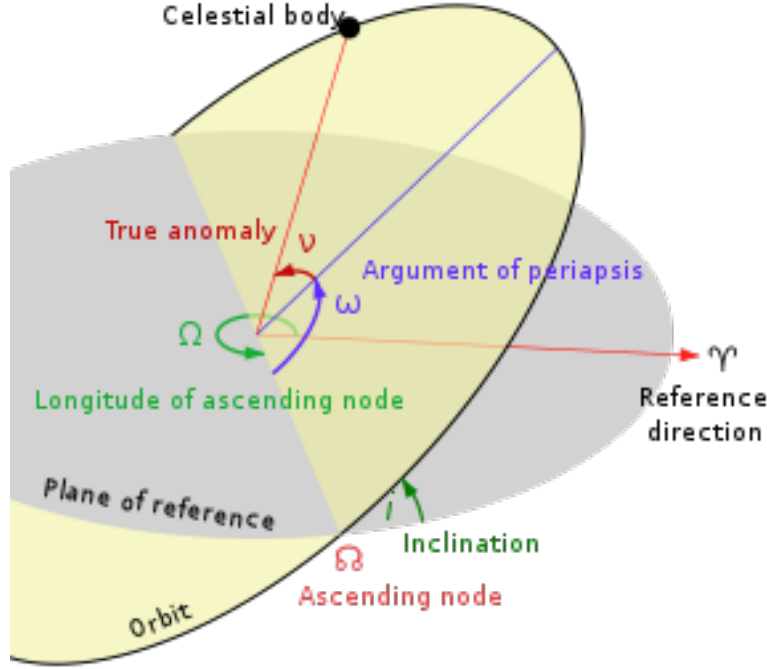 Celestial body
True anomaly
ν
Argument of periapsis
ω
Ω
♈
Longitude of ascending node
Reference
direction
Plane of reference
Inclination
☊
Ascending node
Orbit